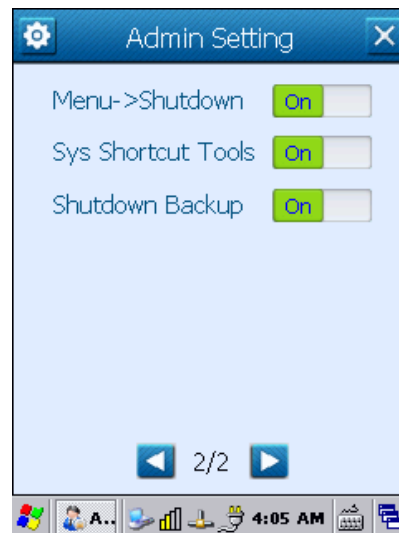 Admin Setting
Menu->Shutdown On
Sys Shortcut Tools On
Shutdown Backup On
2/2
A.. 4:05 AM